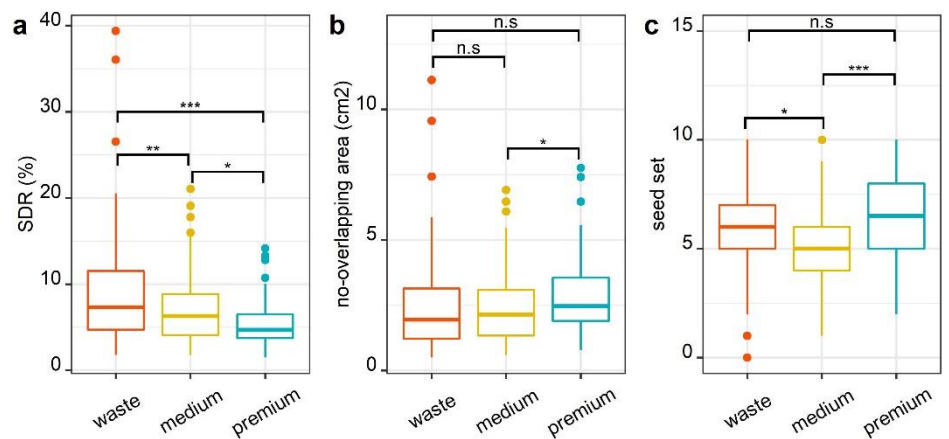 a
SDR (%)
40
30
20
10
0
***
**
*
waste
medium
premium
b
no-overlapping area (cm2)
10
5
0
n.s
n.s
*
waste
medium
premium
c
seed set
15
10
5
0
n.s
***
*
waste
medium
premium